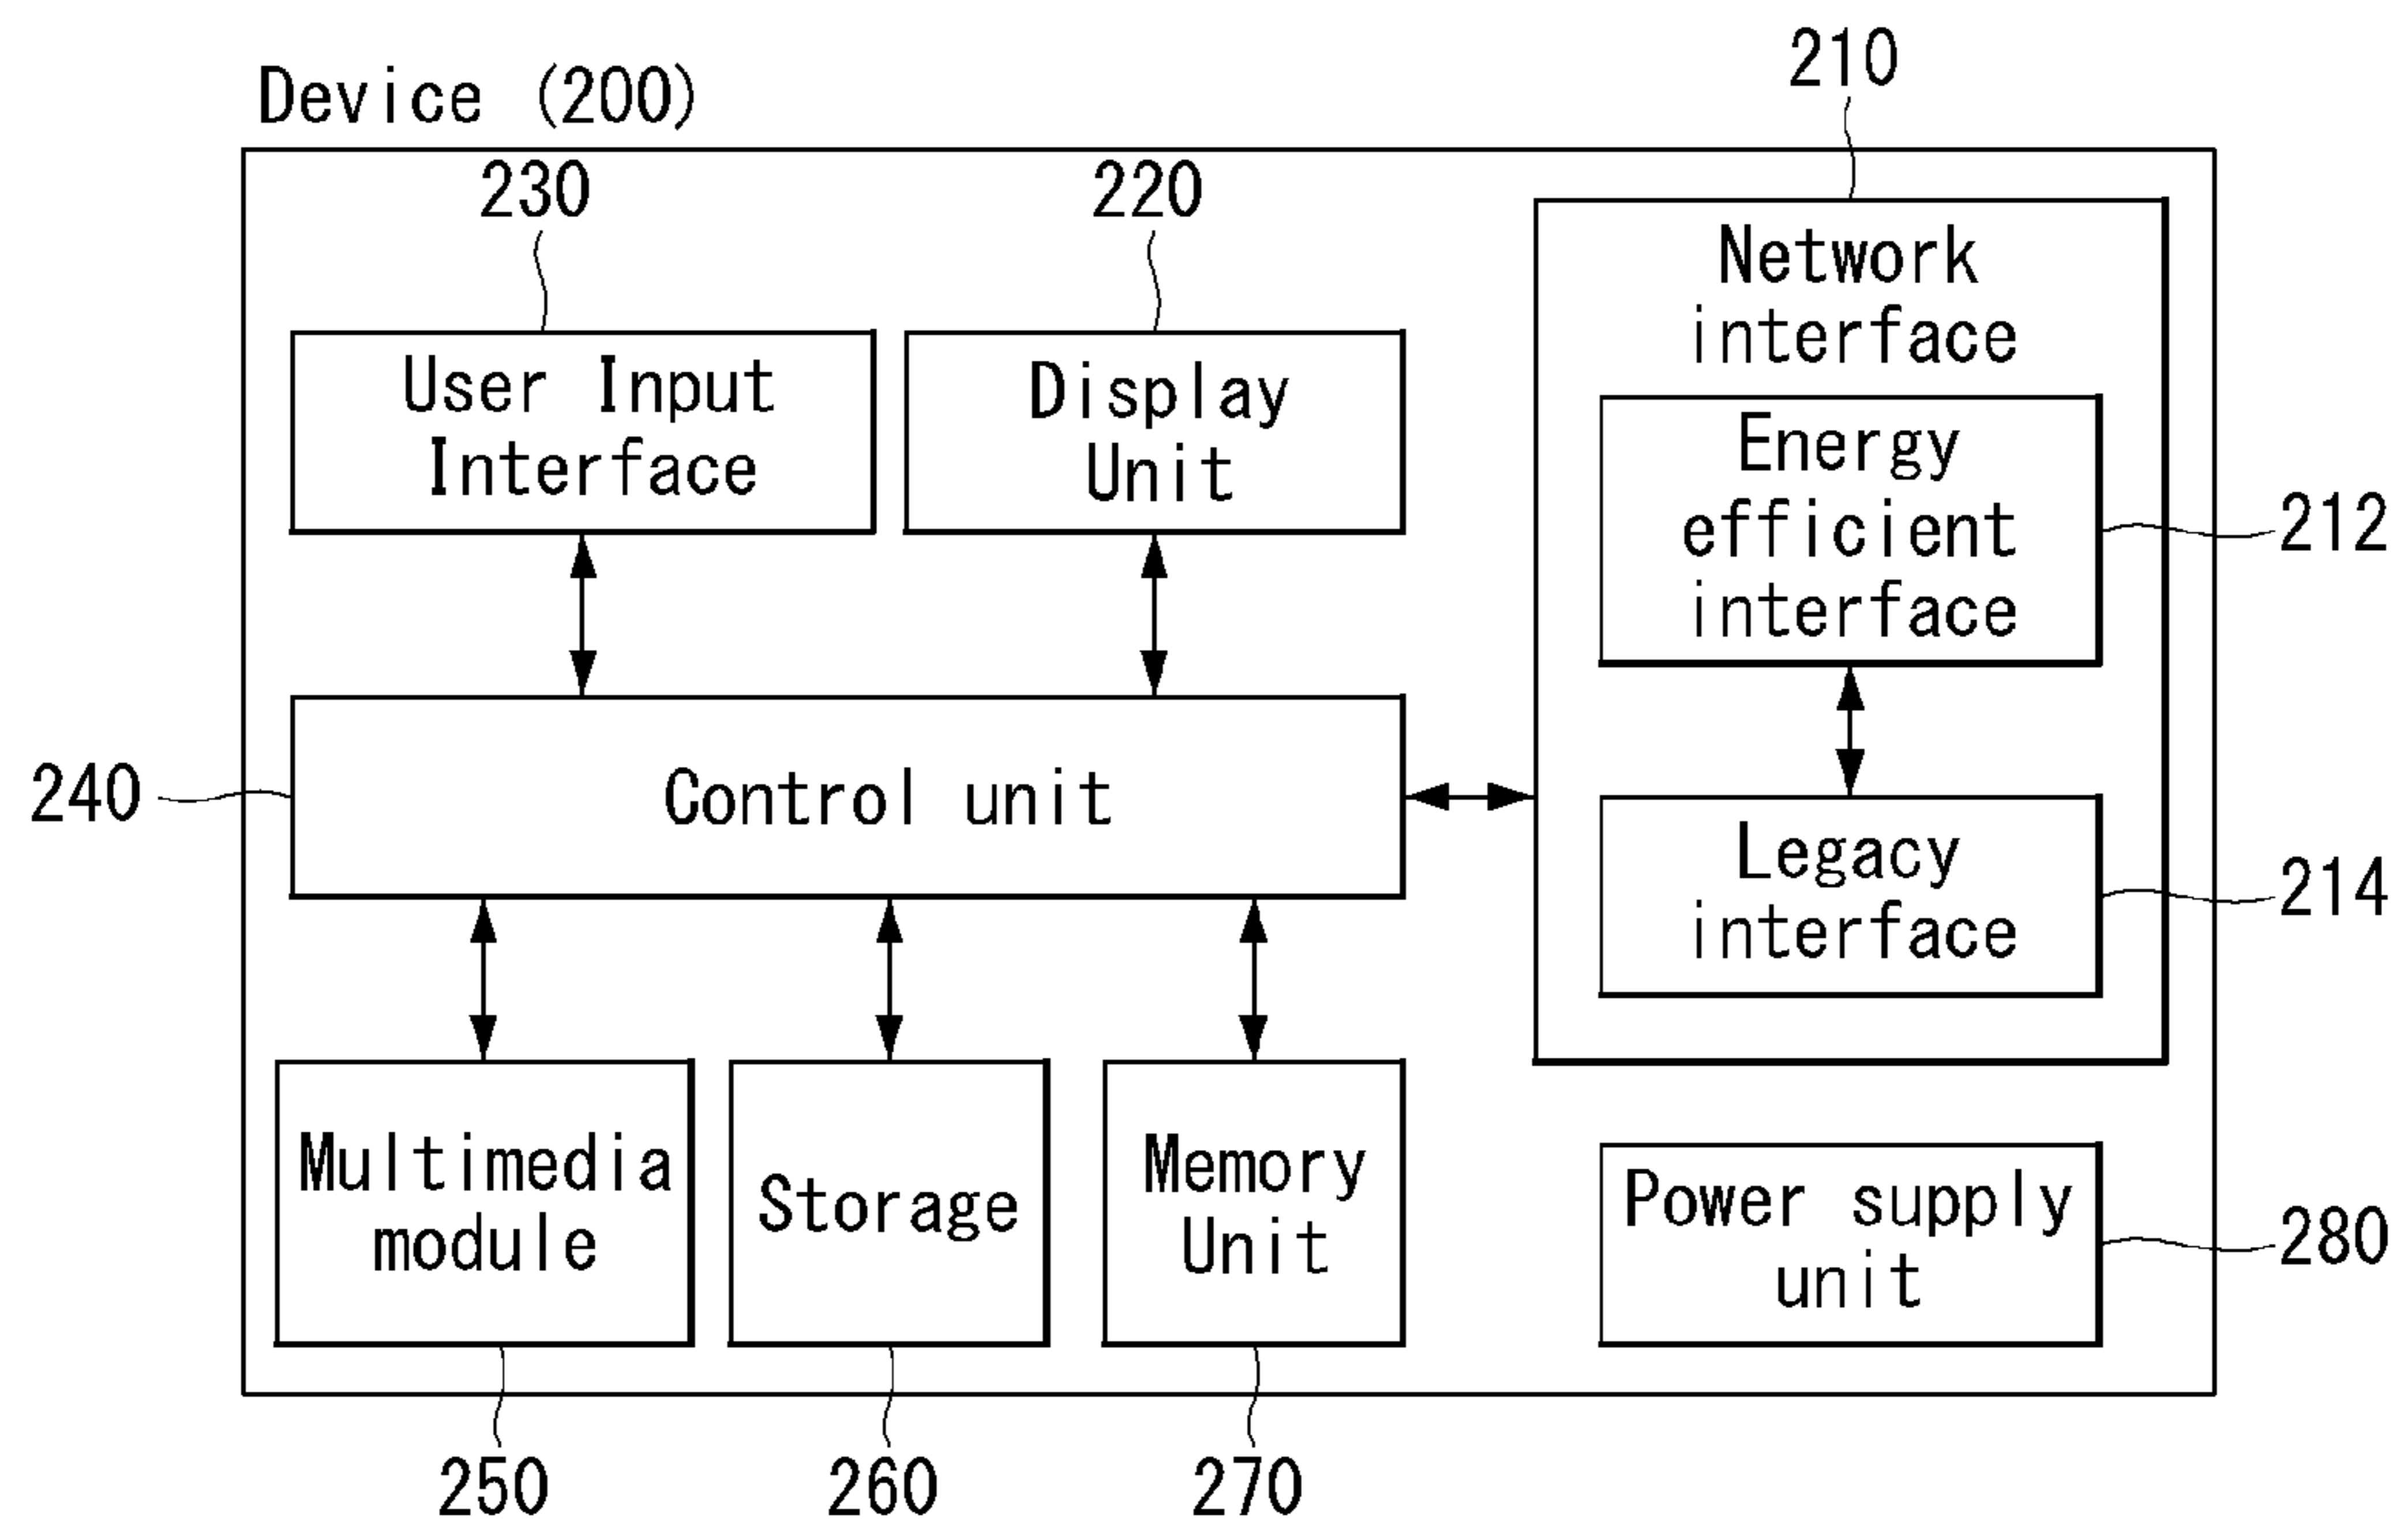 210
Device (200)
230
220
Network
interface
User Input
Interface
Display
Unit
Energy
efficient
interface
212
240
Control unit
Legacy
interface
214
Multimedia
module
Storage
Memory
Unit
Power supply
unit
280
250
260
270